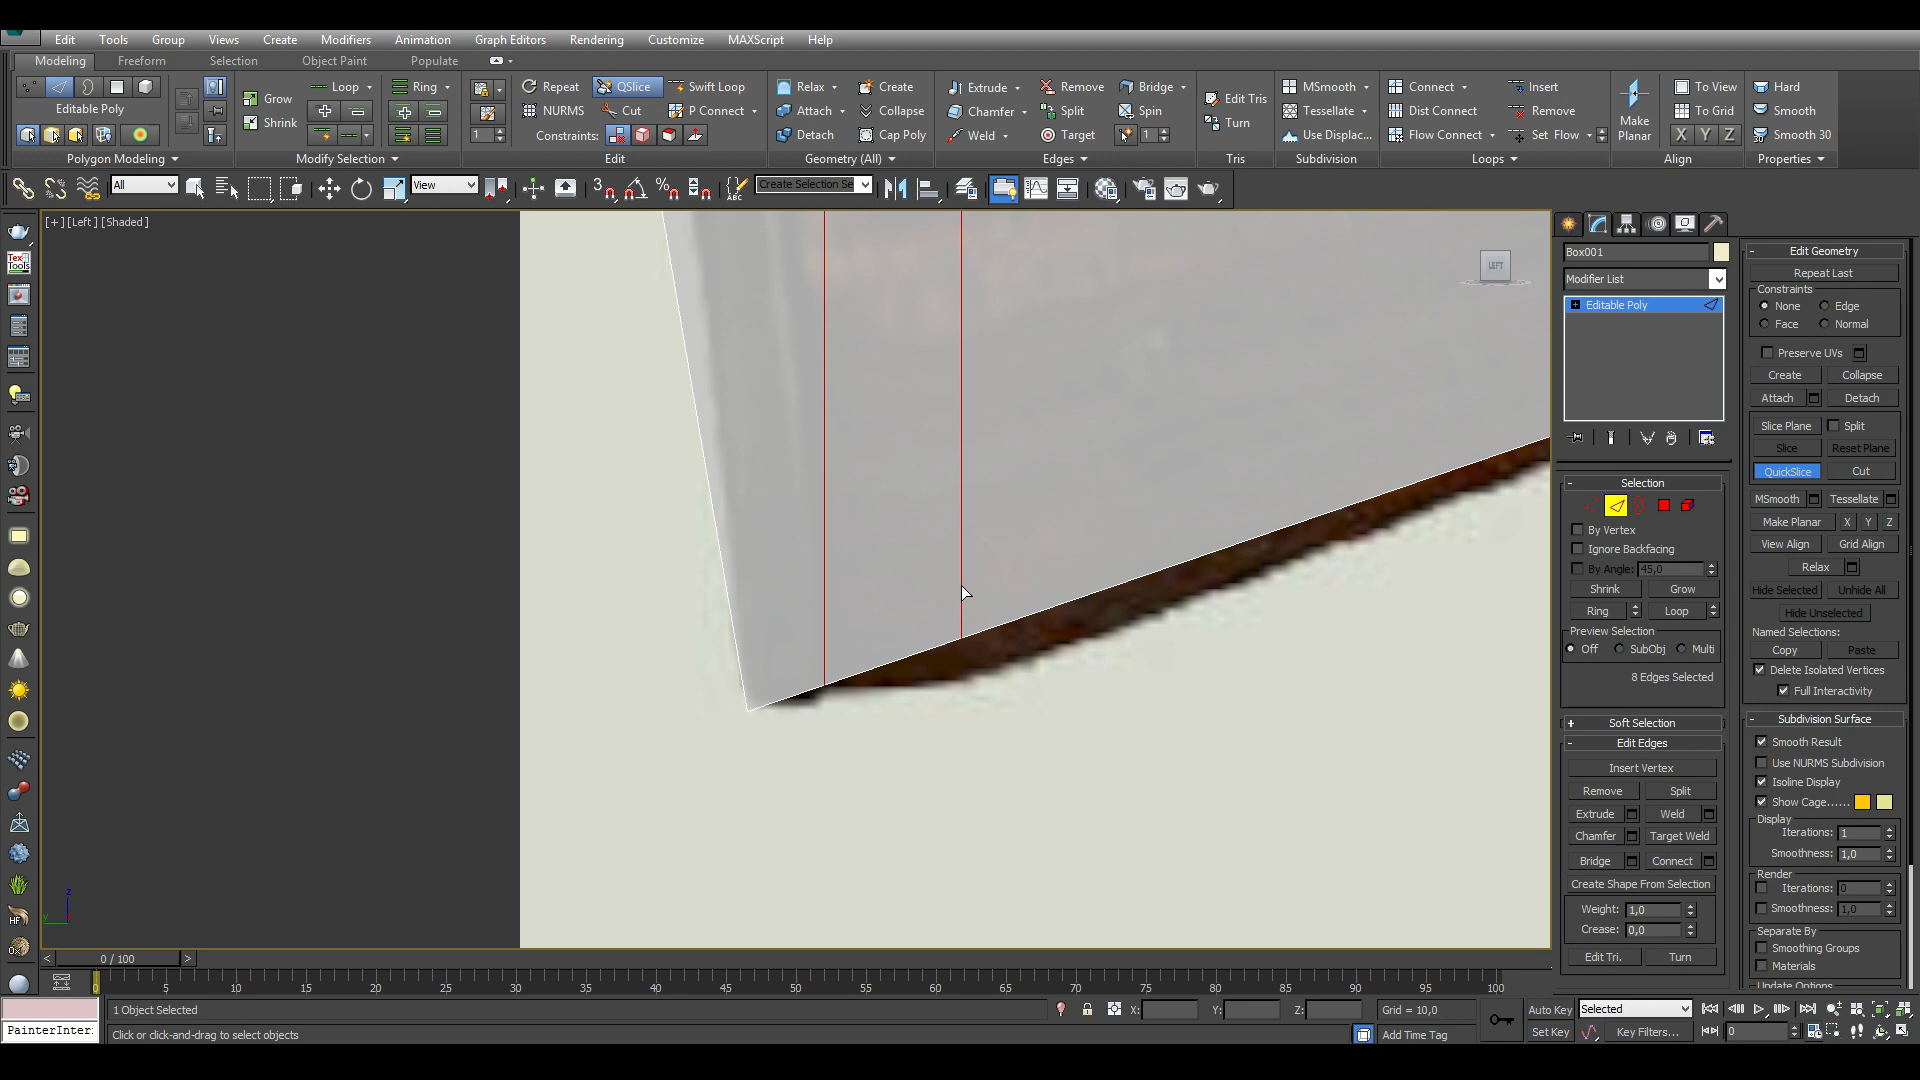 Edit Tools Group Views Create Modifiers Animation Graph Editors Rendering Customize MAXScript Help
Modeling Freeform Selection Object Paint Populate
Loop Ring Repeat QSlice Swift Loop Relax Create Extrude Remove Bridge MSmooth Connect Insert To View Hard
Editable Poly Grow Edit Tris
NURMS Cut P Connect Attach Collapse Chamfer Split Spin Tessellate Dist Connect Remove To Grid Smooth
Shrink Turn Make Planar
1 Constraints: Detach Cap Poly Weld Target 1 Use Displac... Flow Connect Set Flow X Y Z Smooth 30
Polygon Modeling Modify Selection Edit Geometry (All) Edges Tris Subdivision Loops Align Properties
All View 3 ABC Create Selection Se
[+] [Left] [Shaded]
Tex Tools
LEFT
Box001
Modifier List
Editable Poly
Selection
By Vertex
Ignore Backfacing
By Angle: 45,0
Shrink Grow
Ring Loop
Preview Selection
Off SubObj Multi
8 Edges Selected
Soft Selection
Edit Edges
Insert Vertex
Remove Split
Extrude Weld
Chamfer Target Weld
Bridge Connect
Create Shape From Selection
Weight: 1,0
Crease: 0,0
Edit Tri. Turn
Edit Geometry
Repeat Last
Constraints
None Edge
Face Normal
Preserve UVs
Create Collapse
Attach Detach
Slice Plane Split
Slice Reset Plane
QuickSlice Cut
MSmooth Tessellate
Make Planar X Y Z
View Align Grid Align
Relax
Hide Selected Unhide All
Hide Unselected
Named Selections:
Copy Paste
Delete Isolated Vertices
Full Interactivity
Subdivision Surface
Smooth Result
Use NURMS Subdivision
Isoline Display
Show Cage......
Display
Iterations: 1
Smoothness: 1,0
Render
Iterations: 0
Smoothness: 1,0
Separate By
Smoothing Groups
Materials
Update Options
HF
OX
z
y
< 0 / 100 >
0 5 10 15 20 25 30 35 40 45 50 55 60 65 70 75 80 85 90 95 100
1 Object Selected X: Y: Z: Grid = 10,0 Auto Key Selected
PainterInter:
Click or click-and-drag to select objects Add Time Tag Set Key Key Filters... 0